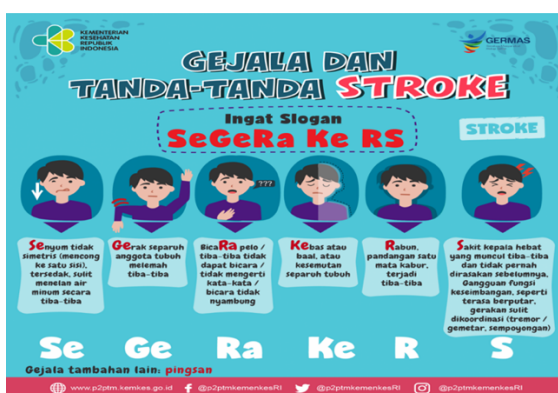 KEMENTERIAN
KESEHATAN
REPUBLIK
INDONESIA
GERMAS
GEJALA DAN
TANDA-TANDA STROKE
Ingat Slogan
SeGeRa Ke RS
STROKE
???
Senyum tidak
simetris (mencong
ke satu sisi),
tersedak, sulit
menelan air
minum secara
tiba-tiba
Gerak separuh
anggota tubuh
melemah
tiba-tiba
BicaRa pelo /
tiba-tiba tidak
dapat bicara /
tidak mengerti
kata-kata /
bicara tidak
nyambung
Kebas atau
baal, atau
kesemutan
separuh tubuh
Rabun,
pandangan satu
mata kabur,
terjadi
tiba-tiba
Sakit kepala hebat
yang muncul tiba-tiba
dan tidak pernah
dirasakan sebelumnya,
Gangguan fungsi
keseimbangan, seperti
terasa berputar,
gerakan sulit
dikoordinasi (tremor /
gemetar, sempoyongan)
Se Ge Ra Ke R S
Gejala tambahan lain: pingsan
www.p2ptm.kemkes.go.id @p2ptmkemenkesRI @p2ptmkemenkesRI @p2ptmkemenkesRI